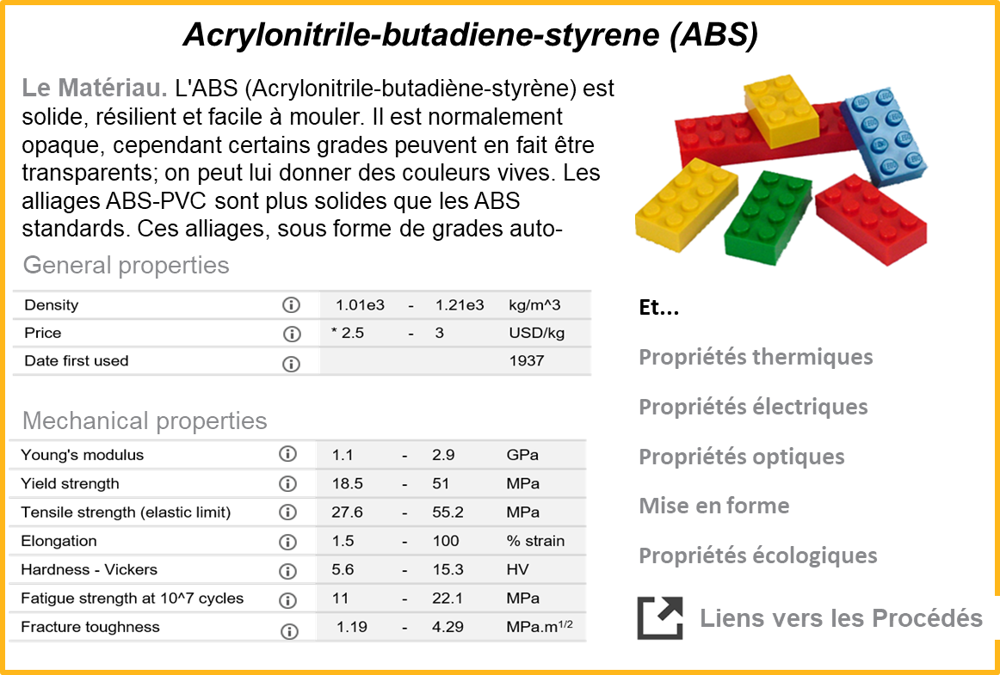 Acrylonitrile-butadiene-styrene (ABS)
Le Matériau. L'ABS (Acrylonitrile-butadiène-styrène) est
solide, résilient et facile à mouler. Il est normalement
opaque, cependant certains grades peuvent en fait être
transparents; on peut lui donner des couleurs vives. Les
alliages ABS-PVC sont plus solides que les ABS
standards. Ces alliages, sous forme de grades auto-
General properties
Density 1.01e3 - 1.21e3 kg/m^3
Price * 2.5 - 3 USD/kg
Date first used 1937
Mechanical properties
Young's modulus 1.1 - 2.9 GPa
Yield strength 18.5 - 51 MPa
Tensile strength (elastic limit) 27.6 - 55.2 MPa
Elongation 1.5 - 100 % strain
Hardness - Vickers 5.6 - 15.3 HV
Fatigue strength at 10^7 cycles 11 - 22.1 MPa
Fracture toughness 1.19 - 4.29 MPa.m^1/2
Et...
Propriétés thermiques
Propriétés électriques
Propriétés optiques
Mise en forme
Propriétés écologiques
Liens vers les Procédés